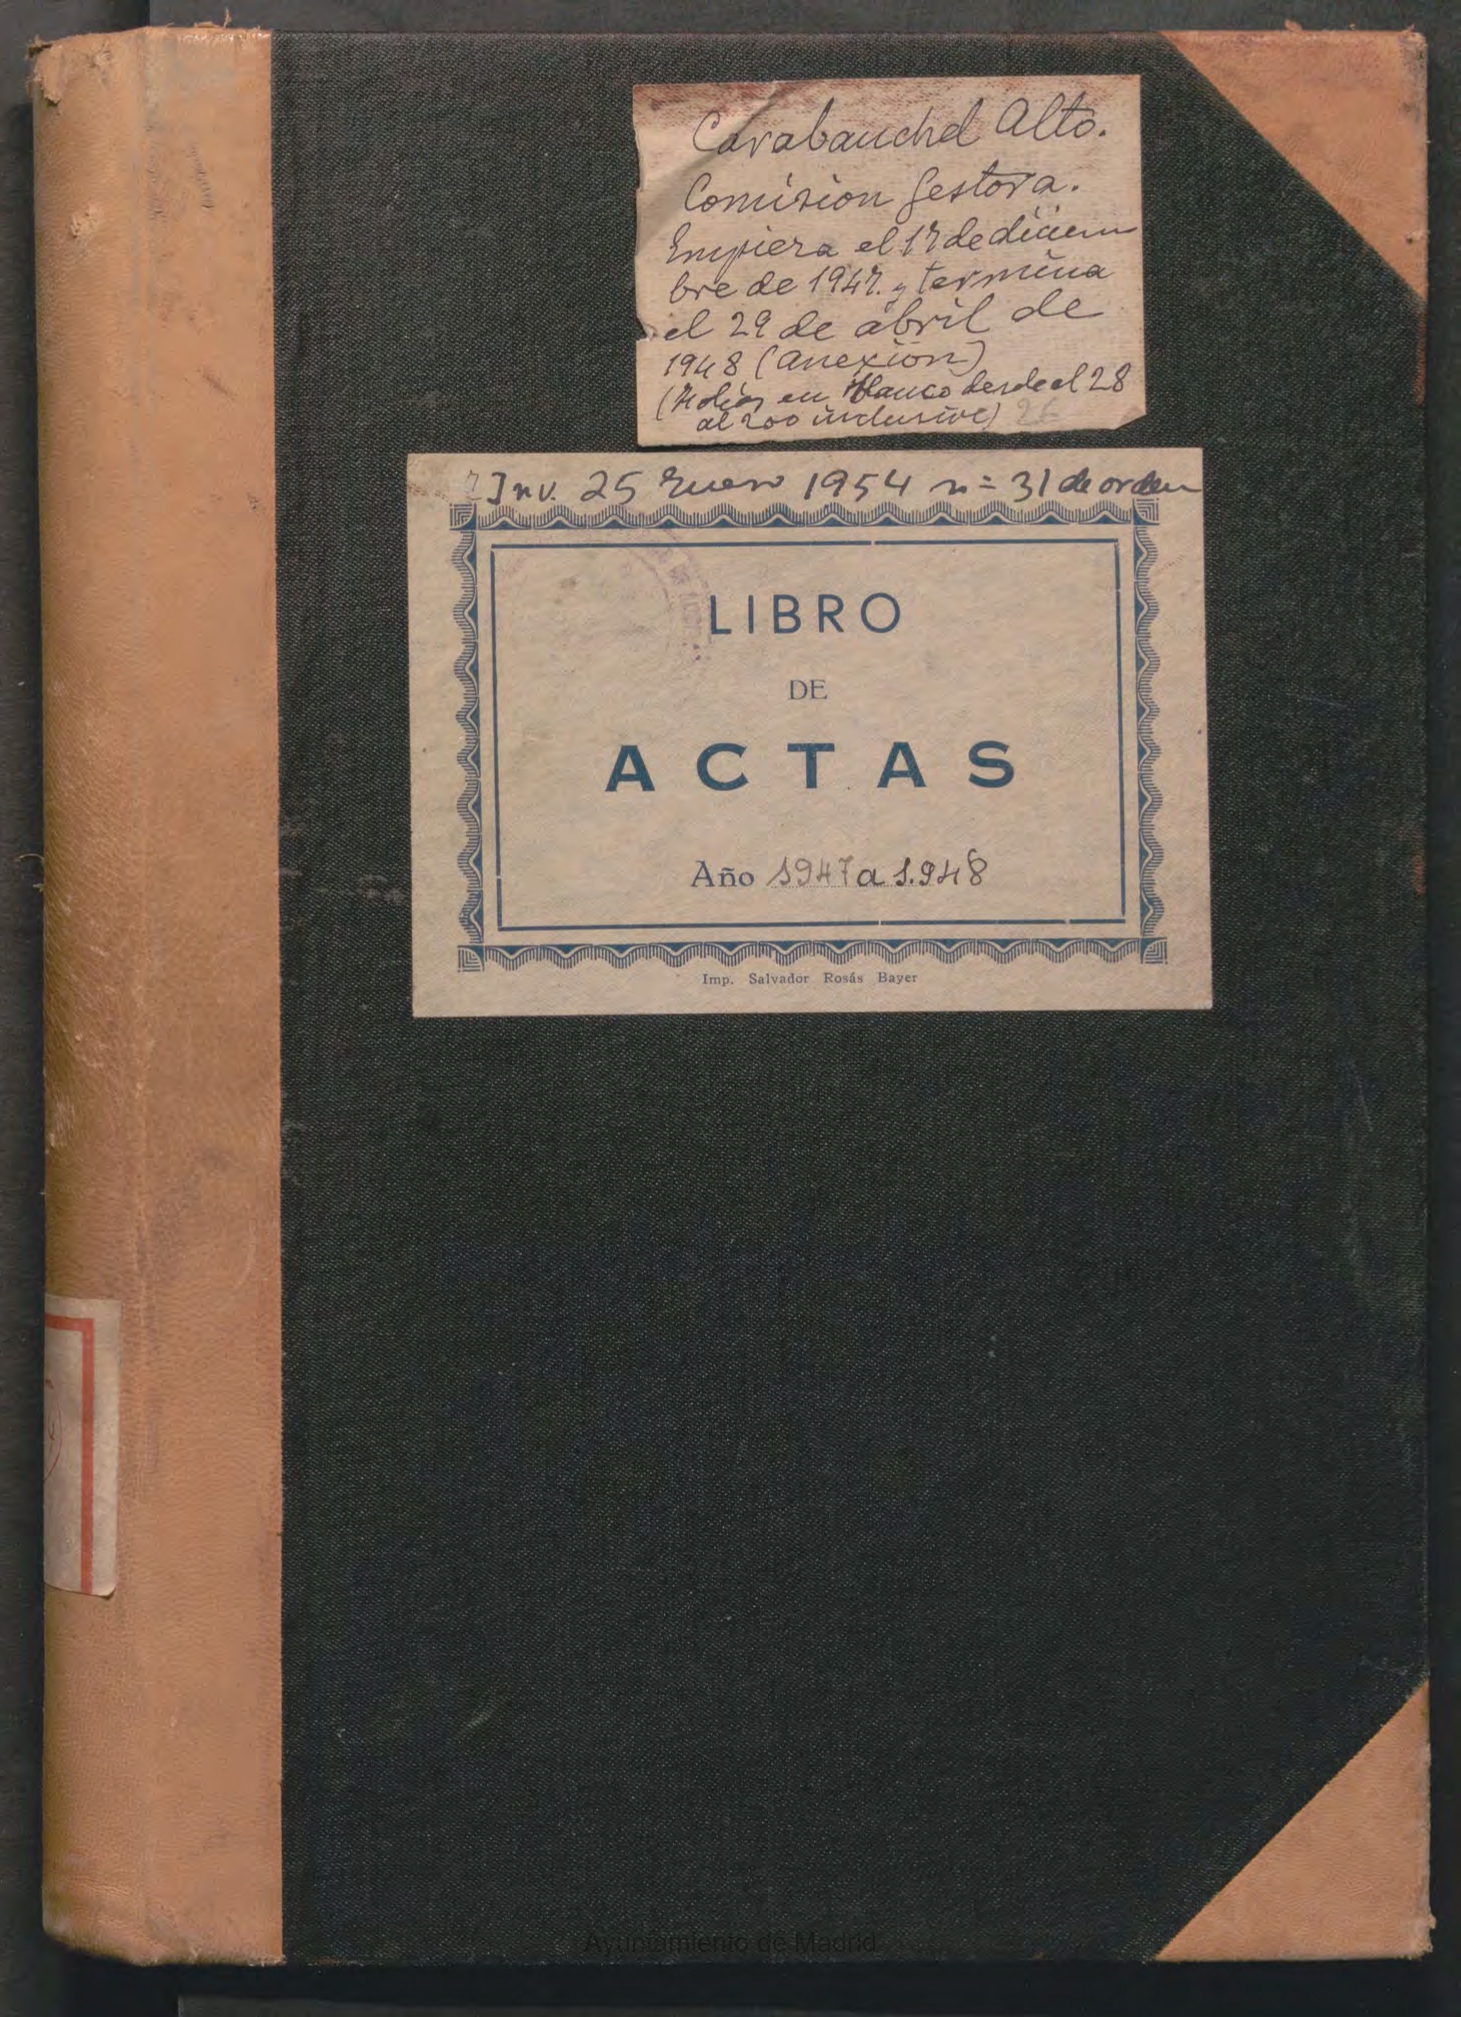 Carabanchel Alto.
Comision Gestora.
Empieza el 17 de diciem
bre de 1947. y termina
el 29 de abril de
1948 (anexión)
(Folios en blanco desde el 28
al 200 inclusive) 26
Inv. 25 Enero 1954 n= 31 de orden
LIBRO
DE
ACTAS
Año 1947 a 1.948
Imp. Salvador Rosás Bayer
Ayuntamiento de Madrid